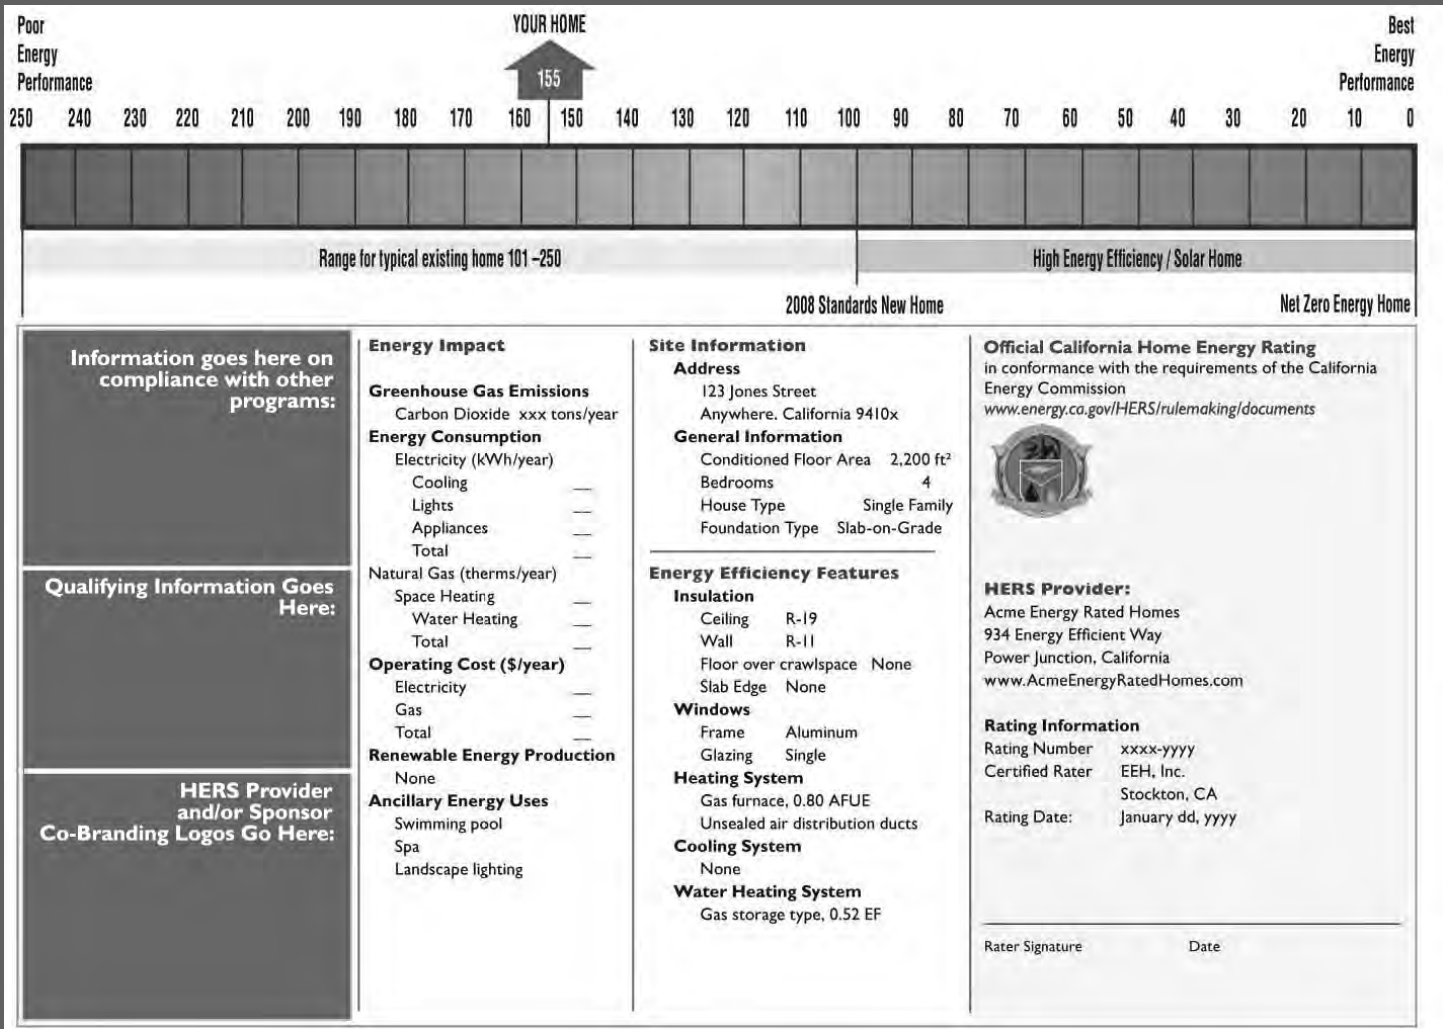 Poor
Energy
Performance
YOUR HOME
155
Best
Energy
Performance
250 240 230 220 210 200 190 180 170 160 150 140 130 120 110 100 90 80 70 60 50 40 30 20 10 0
Range for typical existing home 101 –250
High Energy Efficiency / Solar Home
2008 Standards New Home
Net Zero Energy Home
Information goes here on
compliance with other
programs:
Qualifying Information Goes
Here:
HERS Provider
and/or Sponsor
Co-Branding Logos Go Here:
Energy Impact
Greenhouse Gas Emissions
Carbon Dioxide xxx tons/year
Energy Consumption
Electricity (kWh/year)
Cooling __
Lights __
Appliances __
Total __
Natural Gas (therms/year)
Space Heating __
Water Heating __
Total __
Operating Cost ($/year)
Electricity __
Gas __
Total __
Renewable Energy Production
None
Ancillary Energy Uses
Swimming pool
Spa
Landscape lighting
Site Information
Address
123 Jones Street
Anywhere. California 9410x
General Information
Conditioned Floor Area 2,200 ft²
Bedrooms 4
House Type Single Family
Foundation Type Slab-on-Grade
Energy Efficiency Features
Insulation
Ceiling R-19
Wall R-11
Floor over crawlspace None
Slab Edge None
Windows
Frame Aluminum
Glazing Single
Heating System
Gas furnace, 0.80 AFUE
Unsealed air distribution ducts
Cooling System
None
Water Heating System
Gas storage type, 0.52 EF
Official California Home Energy Rating
in conformance with the requirements of the California
Energy Commission
www.energy.ca.gov/HERS/rulemaking/documents
HERS Provider:
Acme Energy Rated Homes
934 Energy Efficient Way
Power Junction, California
www.AcmeEnergyRatedHomes.com
Rating Information
Rating Number xxxx-yyyy
Certified Rater EEH, Inc.
Stockton, CA
Rating Date: January dd, yyyy
Rater Signature Date